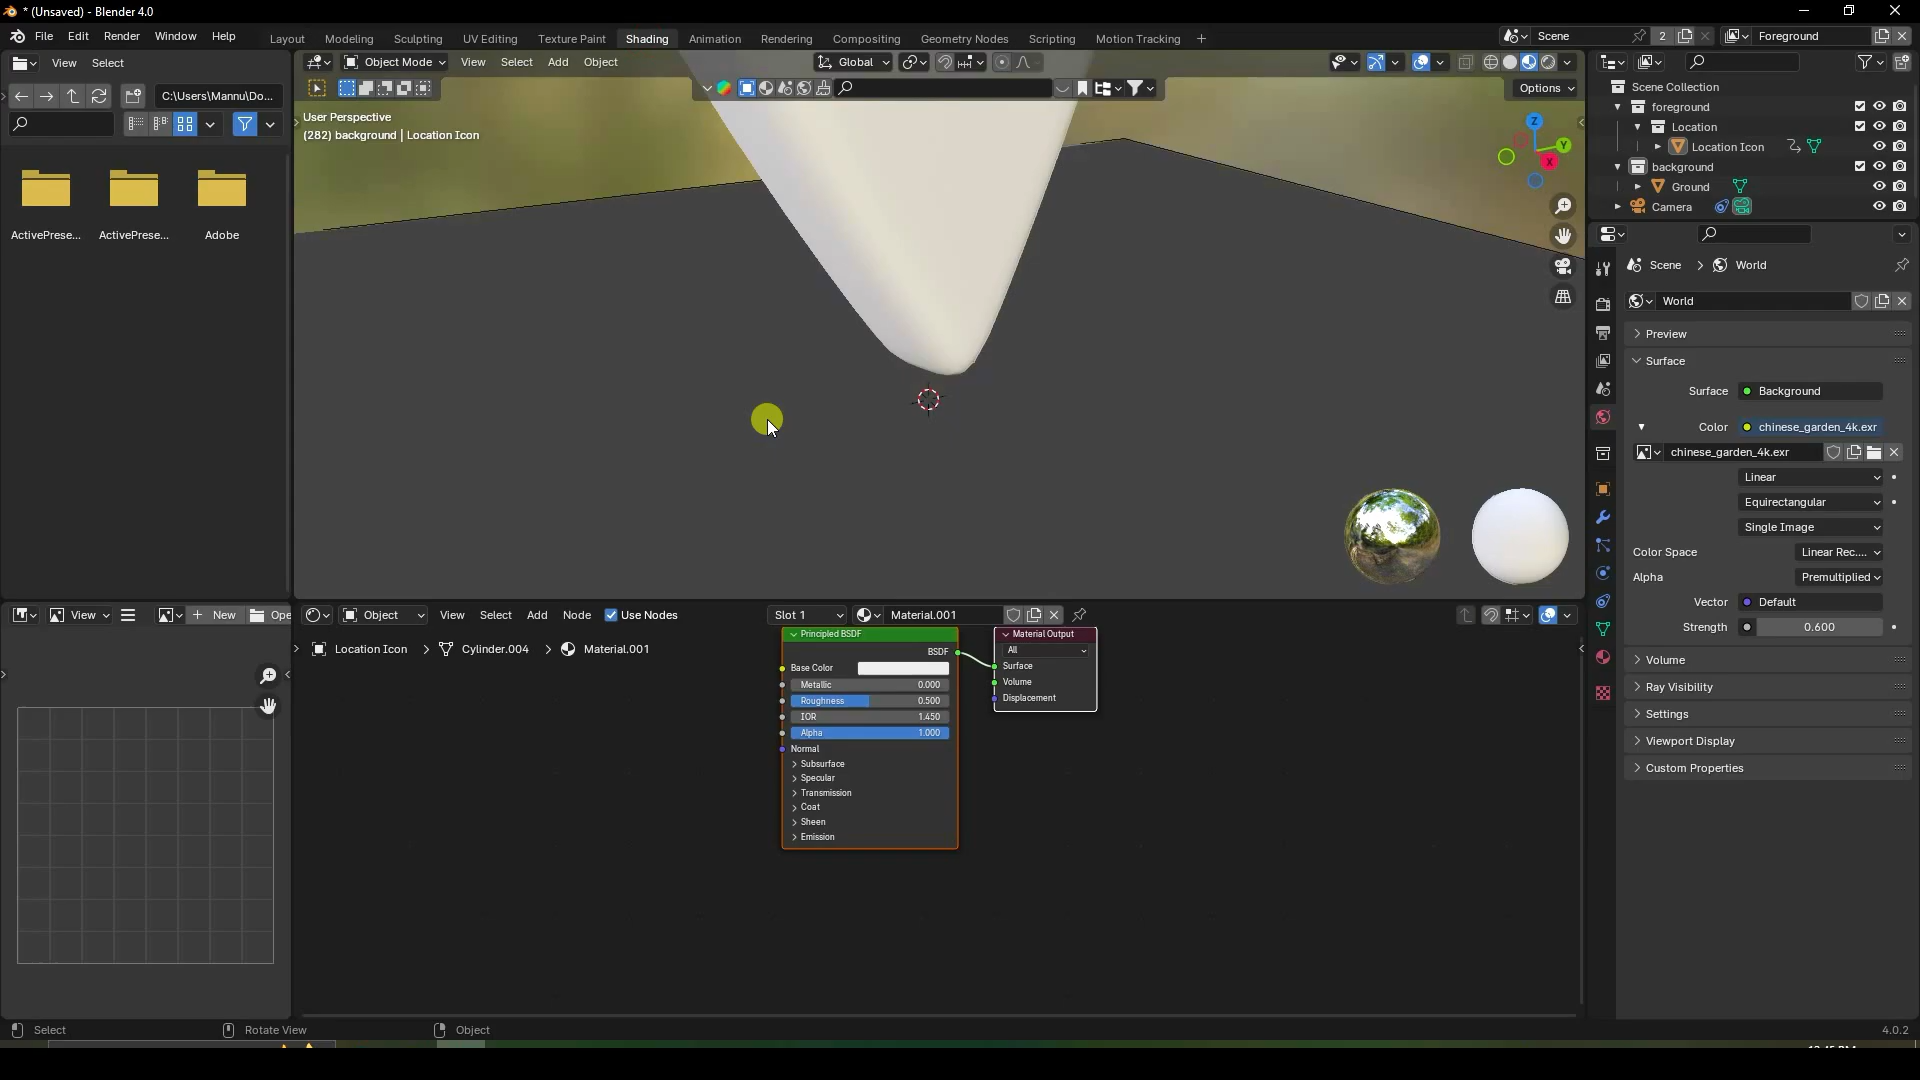 * (Unsaved) - Blender 4.0
File Edit Render Window Help
Layout Modeling Sculpting UV Editing Texture Paint Shading Animation Rendering Compositing Geometry Nodes Scripting Motion Tracking +
Scene 2 Foreground
View Select
Object Mode View Select Add Object Global
C:\Users\Mannu\Do...
Options
User Perspective
(282) background | Location Icon
Z Y X
ActivePrese... ActivePrese... Adobe
Scene Collection
foreground
Location
Location Icon
background
Ground
Camera
Scene > World
World
Preview
Surface
Surface Background
Color chinese_garden_4k.exr
chinese_garden_4k.exr
Linear
Equirectangular
Single Image
Color Space Linear Rec....
Alpha Premultiplied
Vector Default
Strength 0.600
Volume
Ray Visibility
Settings
Viewport Display
Custom Properties
View + New Ope
Object View Select Add Node Use Nodes Slot 1 Material.001
Location Icon > Cylinder.004 > Material.001
Principled BSDF
BSDF
Base Color
Metallic 0.000
Roughness 0.500
IOR 1.450
Alpha 1.000
Normal
Subsurface
Specular
Transmission
Coat
Sheen
Emission
Material Output
All
Surface
Volume
Displacement
Select Rotate View Object 4.0.2